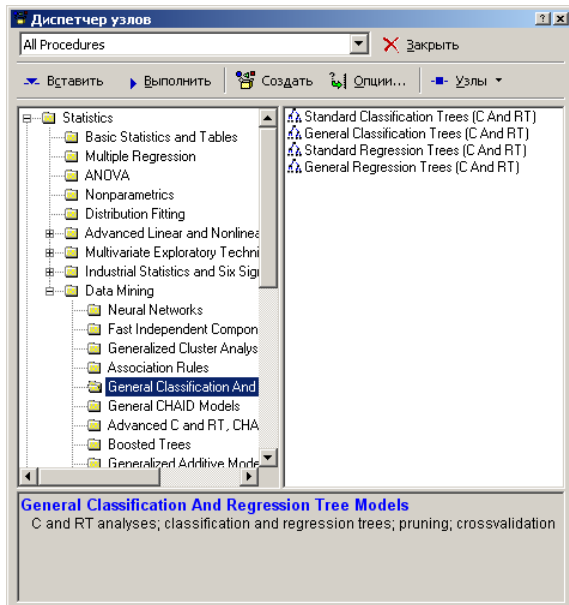 Диспетчер узлов
All Procedures
Закрыть
Вставить Выполнить Создать Опции... Узлы
Statistics
Basic Statistics and Tables
Multiple Regression
ANOVA
Nonparametrics
Distribution Fitting
Advanced Linear and Nonlinea
Multivariate Exploratory Techni
Industrial Statistics and Six Sig
Data Mining
Neural Networks
Fast Independent Compon
Generalized Cluster Analys
Association Rules
General Classification And
General CHAID Models
Advanced C and RT, CHA
Boosted Trees
Generalized Additive Mode
Standard Classification Trees (C And RT)
General Classification Trees (C And RT)
Standard Regression Trees (C And RT)
General Regression Trees (C And RT)
General Classification And Regression Tree Models
C and RT analyses; classification and regression trees; pruning; crossvalidation